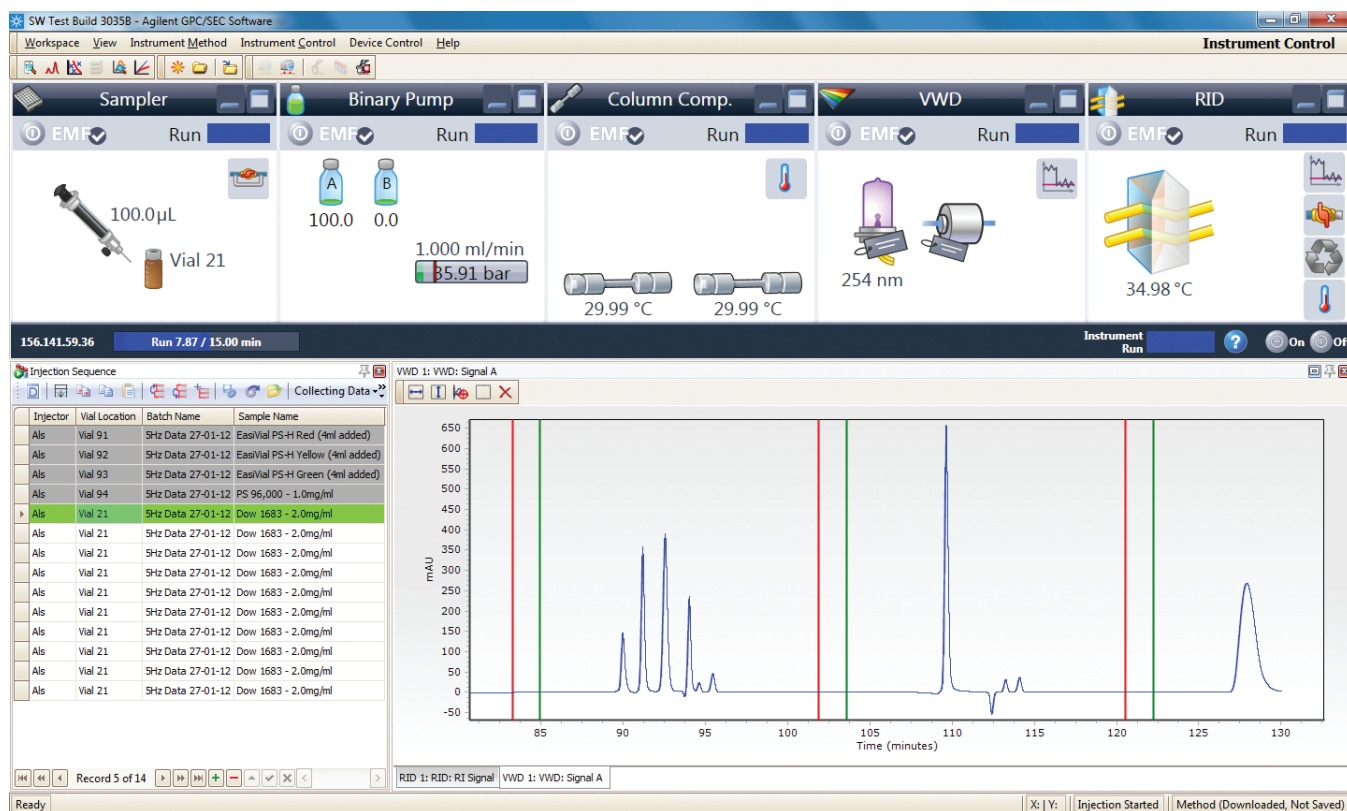 SW Test Build 3035B - Agilent GPC/SEC Software
Workspace View Instrument Method Instrument Control Device Control Help
Instrument Control
Sampler
Binary Pump
Column Comp.
VWD
RID
EMF Run
EMF Run
EMF Run
EMF Run
EMF Run
100.0µL
Vial 21
A B
100.0 0.0
1.000 ml/min
35.91 bar
29.99 °C 29.99 °C
254 nm
34.98 °C
156.141.59.36 Run 7.87 / 15.00 min
Instrument Run
? On Off
Injection Sequence
Collecting Data
Injector Vial Location Batch Name Sample Name
Als Vial 91 5Hz Data 27-01-12 EasiVial PS-H Red (4ml added)
Als Vial 92 5Hz Data 27-01-12 EasiVial PS-H Yellow (4ml added)
Als Vial 93 5Hz Data 27-01-12 EasiVial PS-H Green (4ml added)
Als Vial 94 5Hz Data 27-01-12 PS 96,000 - 1.0mg/ml
Als Vial 21 5Hz Data 27-01-12 Dow 1683 - 2.0mg/ml
Als Vial 21 5Hz Data 27-01-12 Dow 1683 - 2.0mg/ml
Als Vial 21 5Hz Data 27-01-12 Dow 1683 - 2.0mg/ml
Als Vial 21 5Hz Data 27-01-12 Dow 1683 - 2.0mg/ml
Als Vial 21 5Hz Data 27-01-12 Dow 1683 - 2.0mg/ml
Als Vial 21 5Hz Data 27-01-12 Dow 1683 - 2.0mg/ml
Als Vial 21 5Hz Data 27-01-12 Dow 1683 - 2.0mg/ml
Als Vial 21 5Hz Data 27-01-12 Dow 1683 - 2.0mg/ml
Als Vial 21 5Hz Data 27-01-12 Dow 1683 - 2.0mg/ml
Als Vial 21 5Hz Data 27-01-12 Dow 1683 - 2.0mg/ml
Record 5 of 14
VWD 1: VWD: Signal A
650
600
550
500
450
400
350
300
250
200
150
100
50
0
-50
mAU
85 90 95 100 105 110 115 120 125 130
Time (minutes)
RID 1: RID: RI Signal VWD 1: VWD: Signal A
Ready
X: | Y: Injection Started Method (Downloaded, Not Saved)